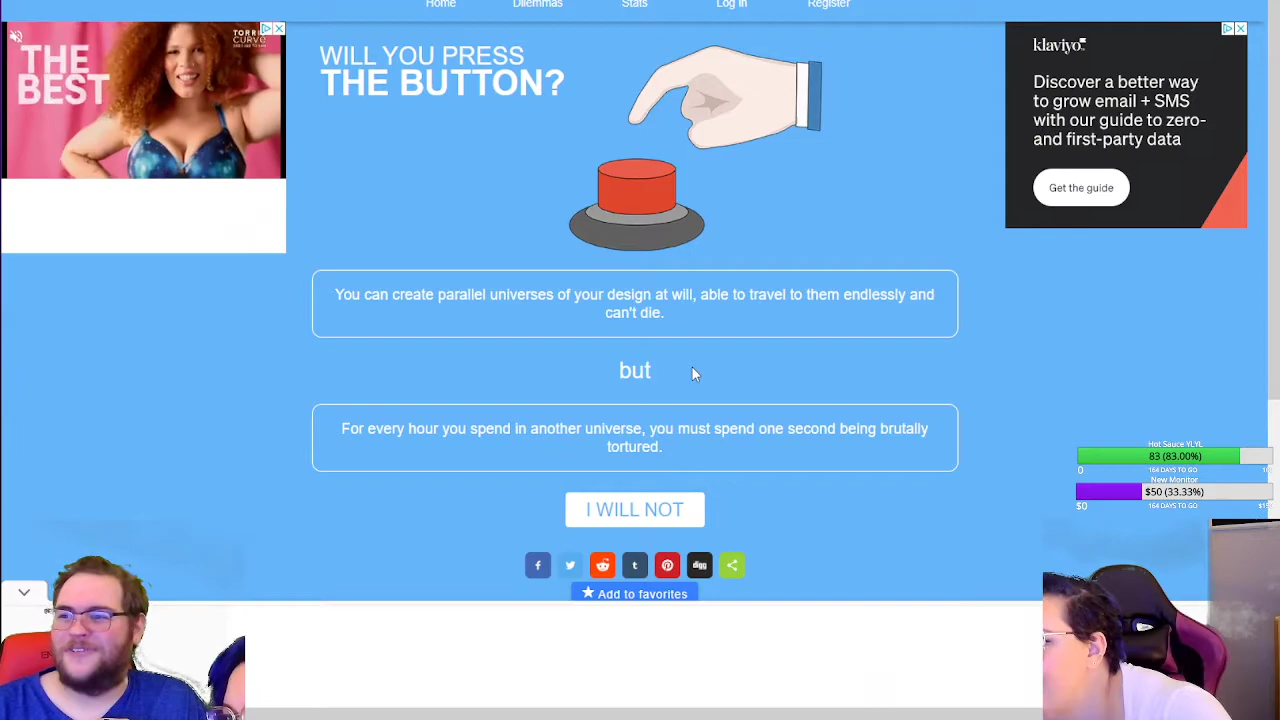 Home Dilemmas Stats Log In Register
THE
BEST
TORRID
CURVE
WILL YOU PRESS
THE BUTTON?
klaviyo
Discover a better way
to grow email + SMS
with our guide to zero-
and first-party data
Get the guide
You can create parallel universes of your design at will, able to travel to them endlessly and
can't die.
but
For every hour you spend in another universe, you must spend one second being brutally
tortured.
I WILL NOT
f
t
digg
Add to favorites
Hot Sauce YLYL
83 (83.00%)
0 164 DAYS TO GO
New Monitor
$50 (33.33%)
$0 164 DAYS TO GO